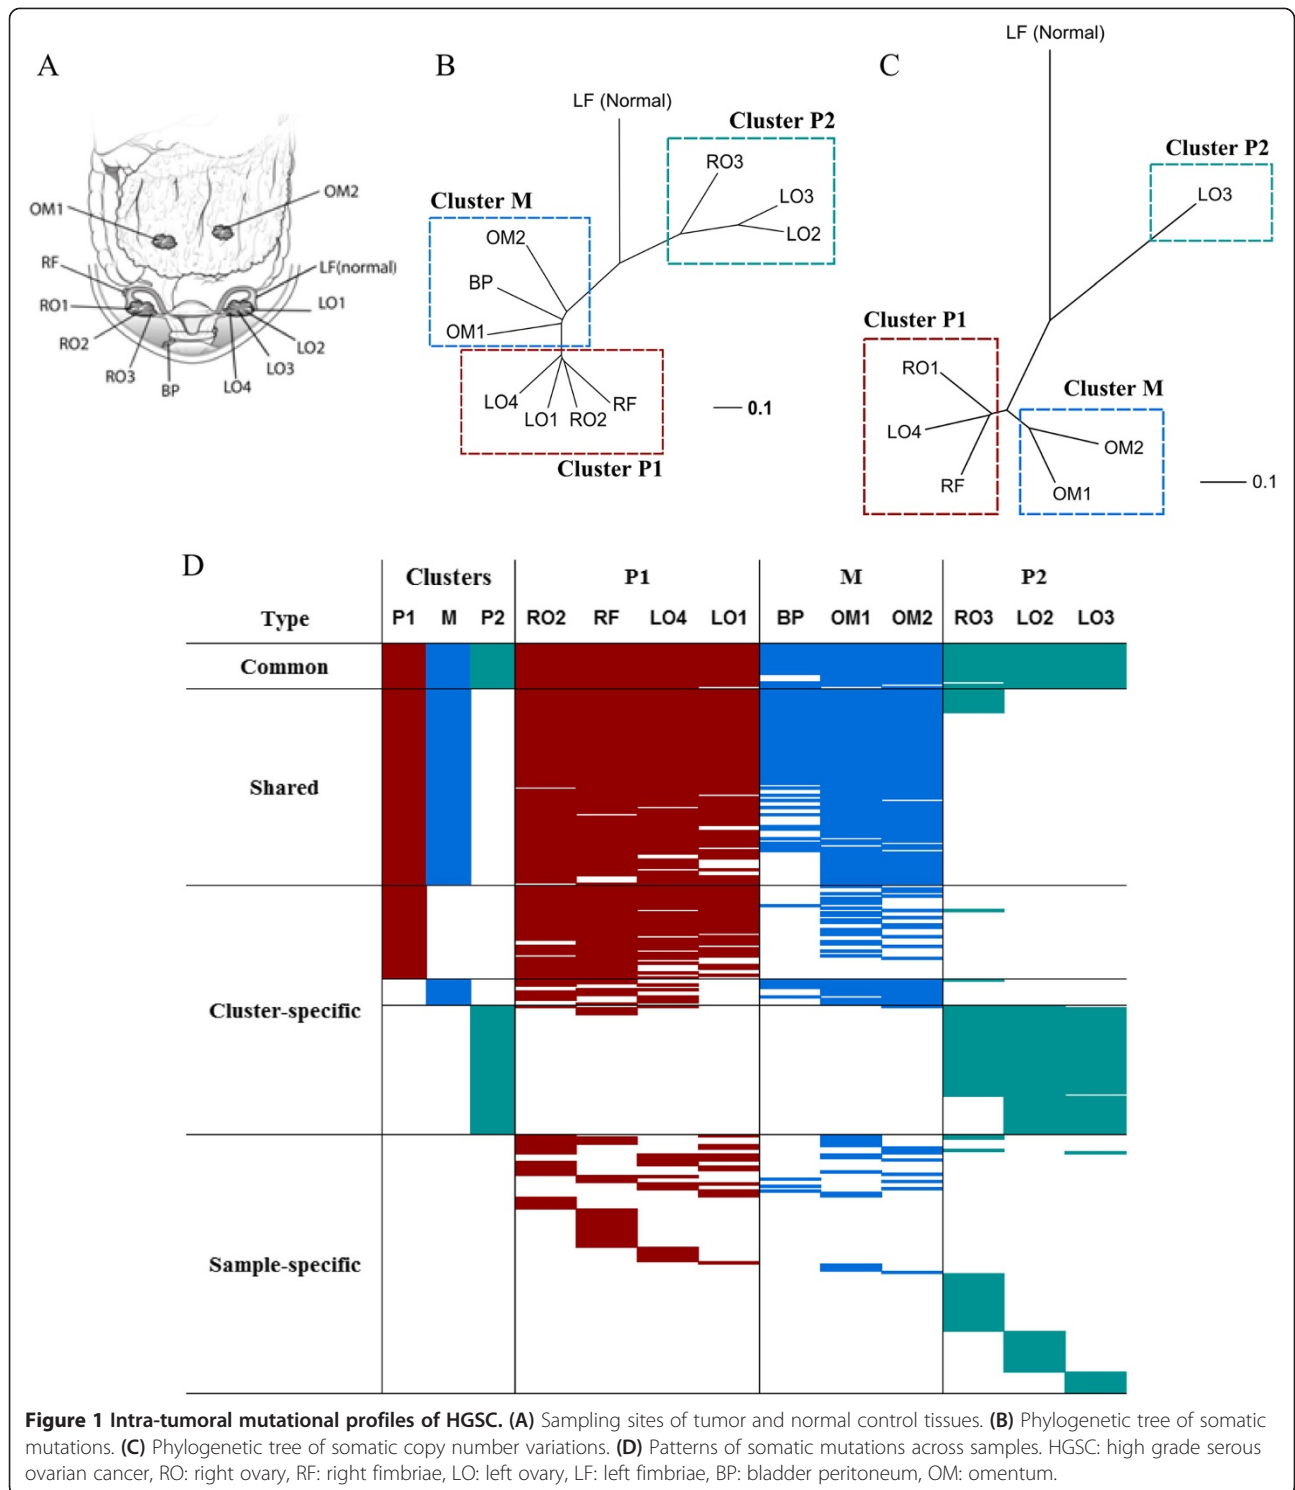 A
OM1
OM2
RF
LF(normal)
RO1
LO1
RO2
LO2
RO3
LO3
BP
LO4
B
LF (Normal)
Cluster P2
RO3
LO3
LO2
Cluster M
OM2
BP
OM1
LO4
LO1
RO2
RF
Cluster P1
0.1
C
LF (Normal)
Cluster P2
LO3
Cluster P1
RO1
LO4
RF
Cluster M
OM2
OM1
0.1
D
Clusters P1 M P2
Type P1 M P2 RO2 RF LO4 LO1 BP OM1 OM2 RO3 LO2 LO3
Common
Shared
Cluster-specific
Sample-specific
Figure 1 Intra-tumoral mutational profiles of HGSC. (A) Sampling sites of tumor and normal control tissues. (B) Phylogenetic tree of somatic
mutations. (C) Phylogenetic tree of somatic copy number variations. (D) Patterns of somatic mutations across samples. HGSC: high grade serous
ovarian cancer, RO: right ovary, RF: right fimbriae, LO: left ovary, LF: left fimbriae, BP: bladder peritoneum, OM: omentum.